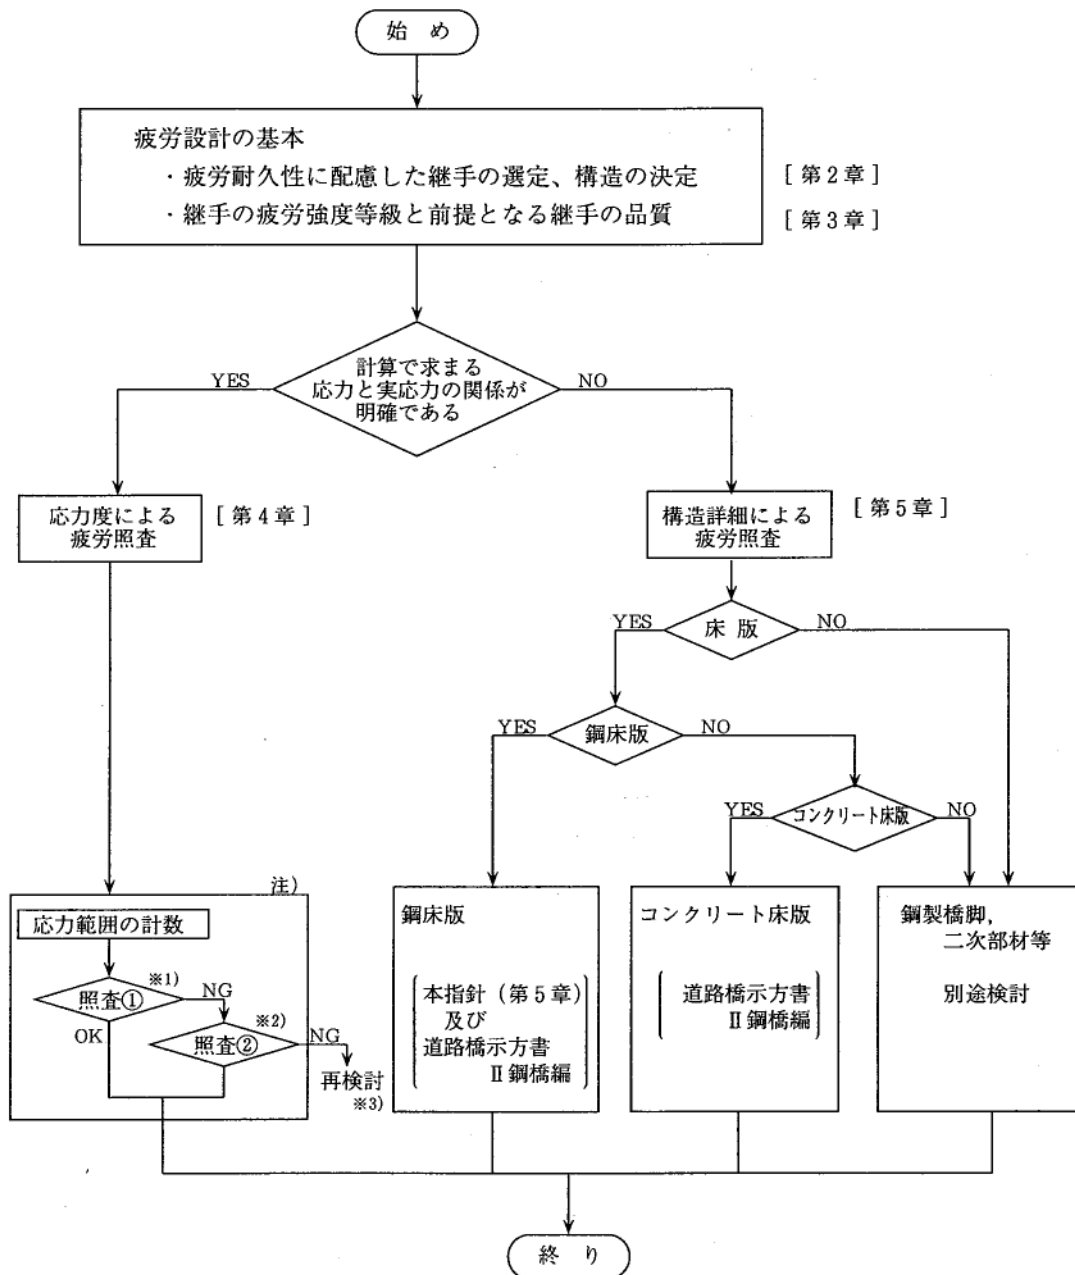 始 め
疲労設計の基本
・疲労耐久性に配慮した継手の選定、構造の決定
[ 第2章 ]
・継手の疲労強度等級と前提となる継手の品質
[ 第3章 ]
計算で求まる
応力と実応力の関係が
明確である
YES
NO
応力度による
疲労照査
[ 第4章 ]
構造詳細による
疲労照査
[ 第5章 ]
床 版
YES
NO
鋼床版
YES
NO
コンクリート床版
YES
NO
注)
応力範囲の計数
照査①
※1)
NG
OK
照査②
※2)
NG
再検討
※3)
鋼床版
本指針(第5章)
及び
道路橋示方書
Ⅱ鋼橋編
コンクリート床版
道路橋示方書
Ⅱ鋼橋編
鋼製橋脚,
二次部材等
別途検討
終 り